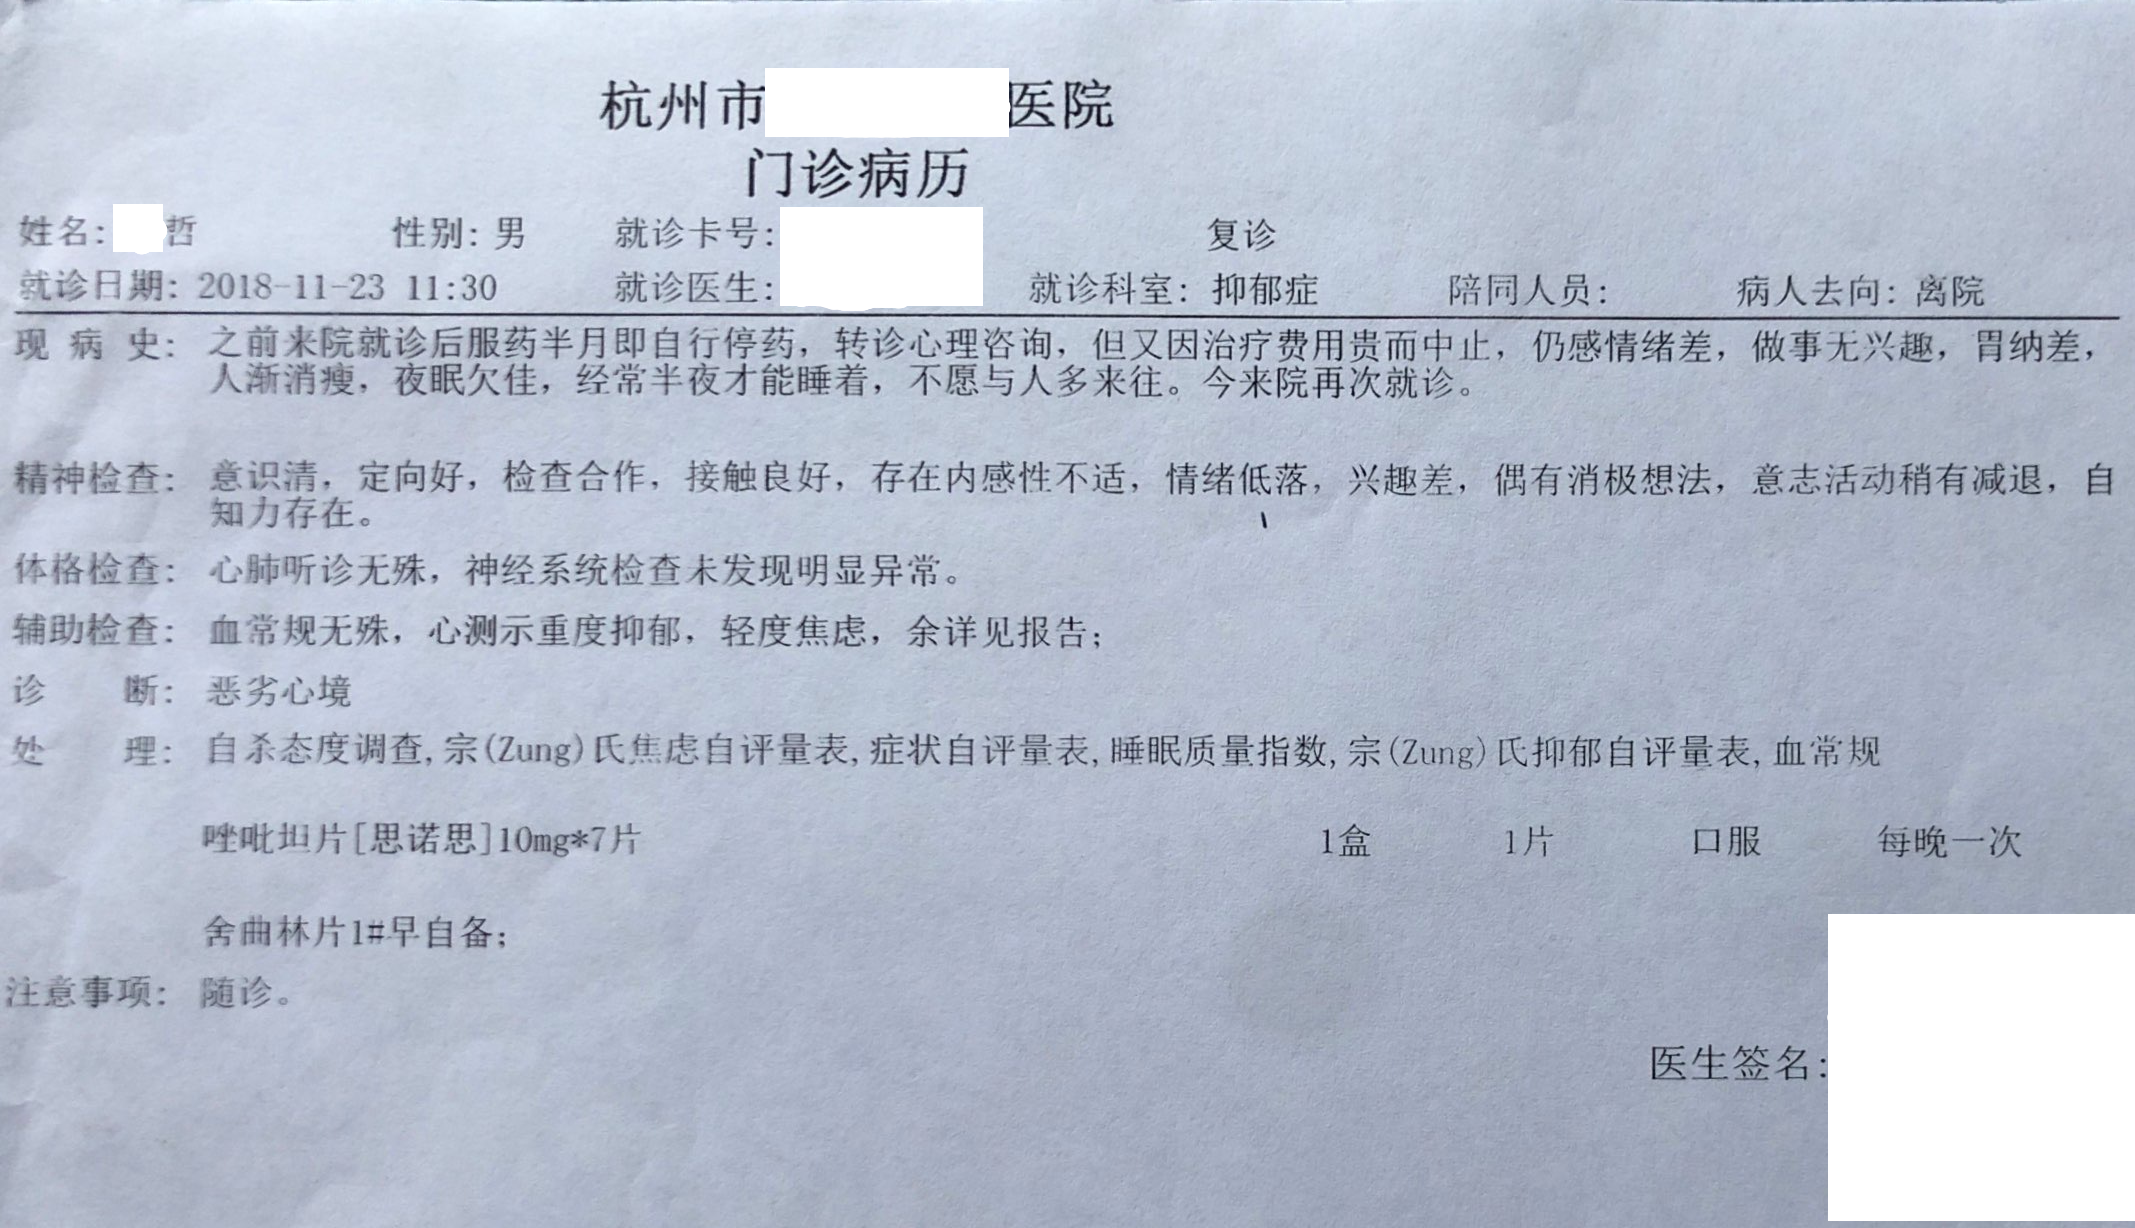 杭州市 医院
门诊病历
姓名: 哲 性别: 男 就诊卡号: 复诊
就诊日期: 2018-11-23 11:30 就诊医生: 就诊科室: 抑郁症 陪同人员: 病人去向: 离院
现 病 史: 之前来院就诊后服药半月即自行停药，转诊心理咨询，但又因治疗费用贵而中止，仍感情绪差，做事无兴趣，胃纳差，
人渐消瘦，夜眠欠佳，经常半夜才能睡着，不愿与人多来往。今来院再次就诊。
精神检查: 意识清，定向好，检查合作，接触良好，存在内感性不适，情绪低落，兴趣差，偶有消极想法，意志活动稍有减退，自
知力存在。
体格检查: 心肺听诊无殊，神经系统检查未发现明显异常。
辅助检查: 血常规无殊，心测示重度抑郁，轻度焦虑，余详见报告;
诊 断: 恶劣心境
处 理: 自杀态度调查,宗(Zung)氏焦虑自评量表,症状自评量表,睡眠质量指数,宗(Zung)氏抑郁自评量表,血常规
唑吡坦片[思诺思]10mg*7片 1盒 1片 口服 每晚一次
舍曲林片1#早自备;
注意事项: 随诊。
医生签名: